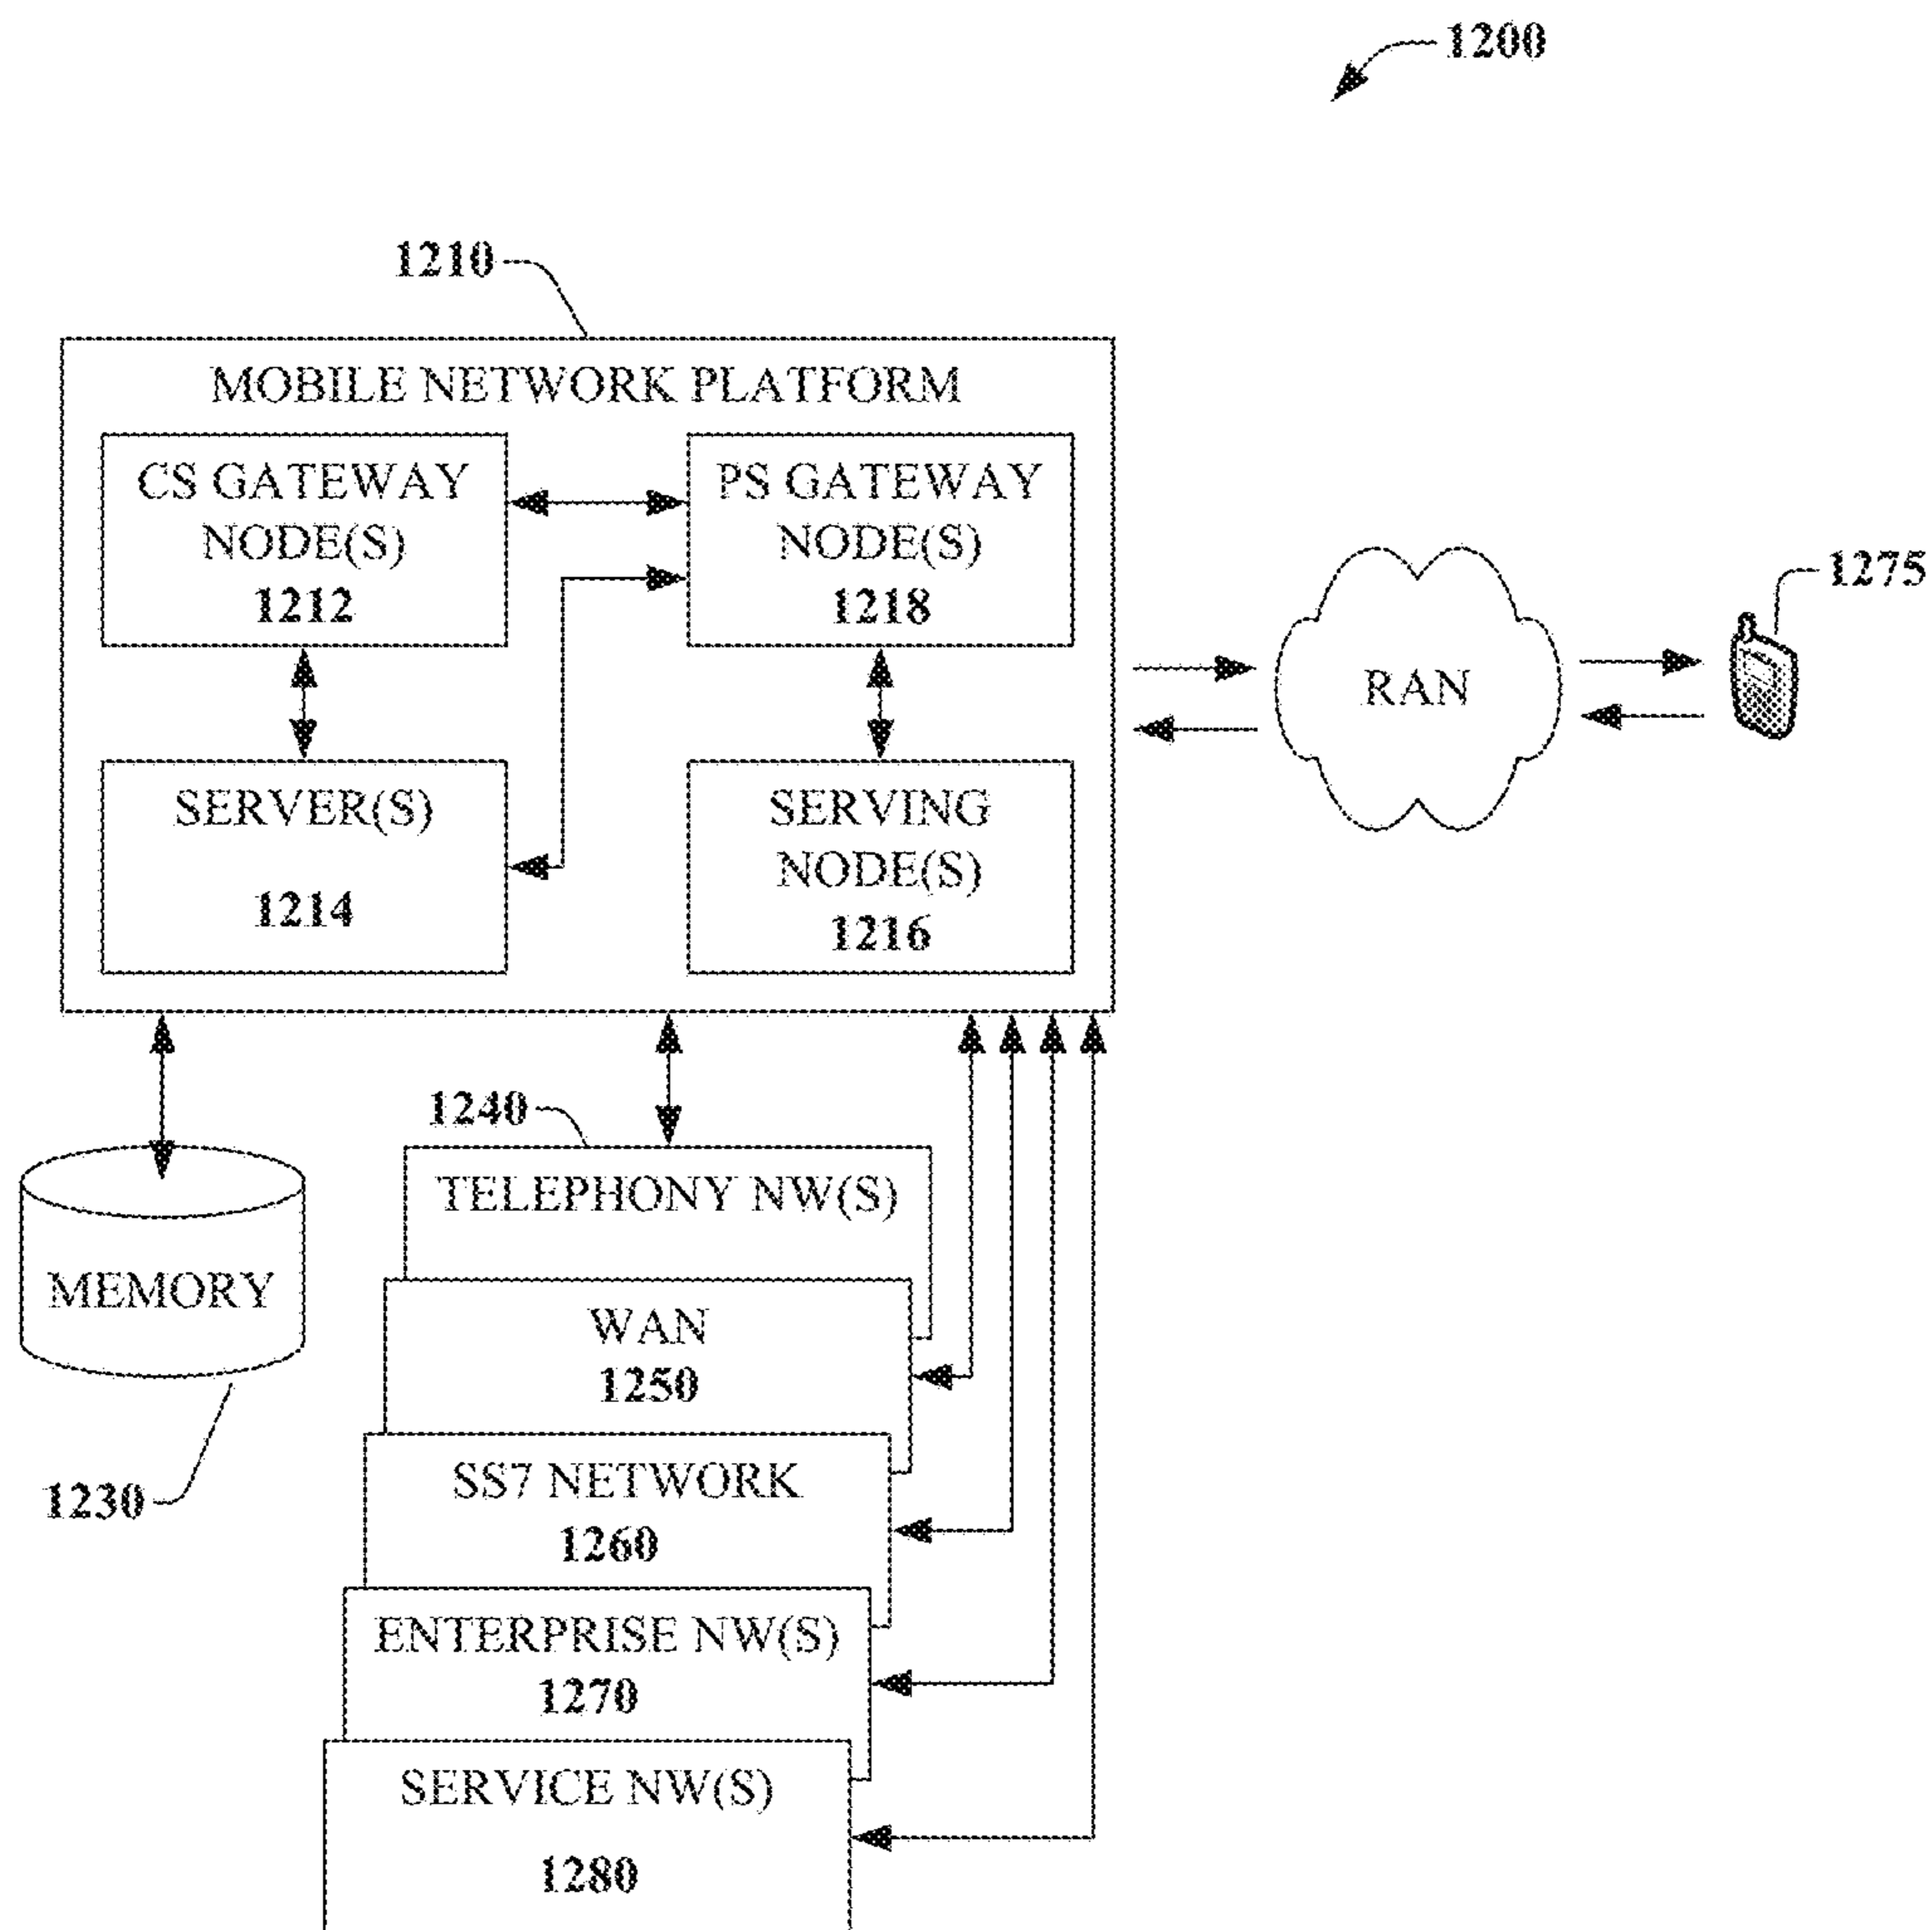 1200
1210
MOBILE NETWORK PLATFORM
CS GATEWAY
NODE(S)
1212
PS GATEWAY
NODE(S)
1218
SERVER(S)
1214
SERVING
NODE(S)
1216
RAN
1275
1240
TELEPHONY NW(S)
MEMORY
1230
WAN
1250
SS7 NETWORK
1260
ENTERPRISE NW(S)
1270
SERVICE NW(S)
1280